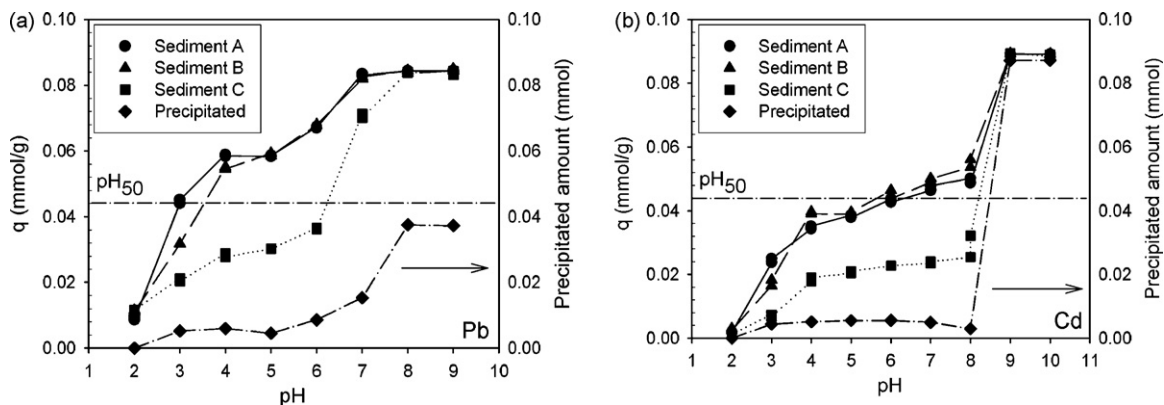 (a)
0.10
0.08
0.06
0.04
0.02
0.00
q (mmol/g)
Sediment A
Sediment B
Sediment C
Precipitated
pH50
Pb
0.10
0.08
0.06
0.04
0.02
0.00
Precipitated amount (mmol)
1 2 3 4 5 6 7 8 9 10
pH
(b)
0.10
0.08
0.06
0.04
0.02
0.00
q (mmol/g)
Sediment A
Sediment B
Sediment C
Precipitated
pH50
Cd
0.10
0.08
0.06
0.04
0.02
0.00
Precipitated amount (mmol)
1 2 3 4 5 6 7 8 9 10 11
pH